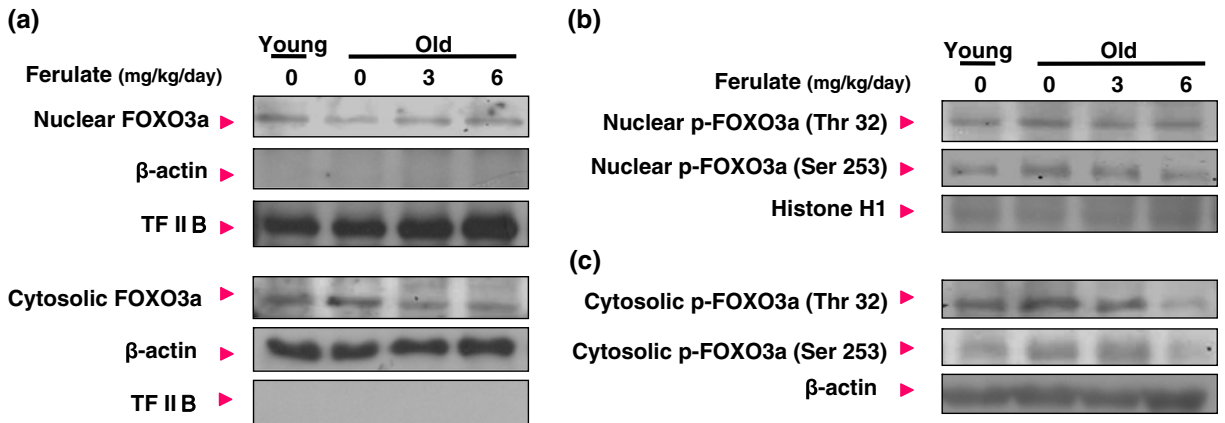 (a)
Young Old
Ferulate (mg/kg/day) 0 0 3 6
Nuclear FOXO3a
β-actin
TF II B
Cytosolic FOXO3a
β-actin
TF II B
(b)
Young Old
Ferulate (mg/kg/day) 0 0 3 6
Nuclear p-FOXO3a (Thr 32)
Nuclear p-FOXO3a (Ser 253)
Histone H1
(c)
Cytosolic p-FOXO3a (Thr 32)
Cytosolic p-FOXO3a (Ser 253)
β-actin